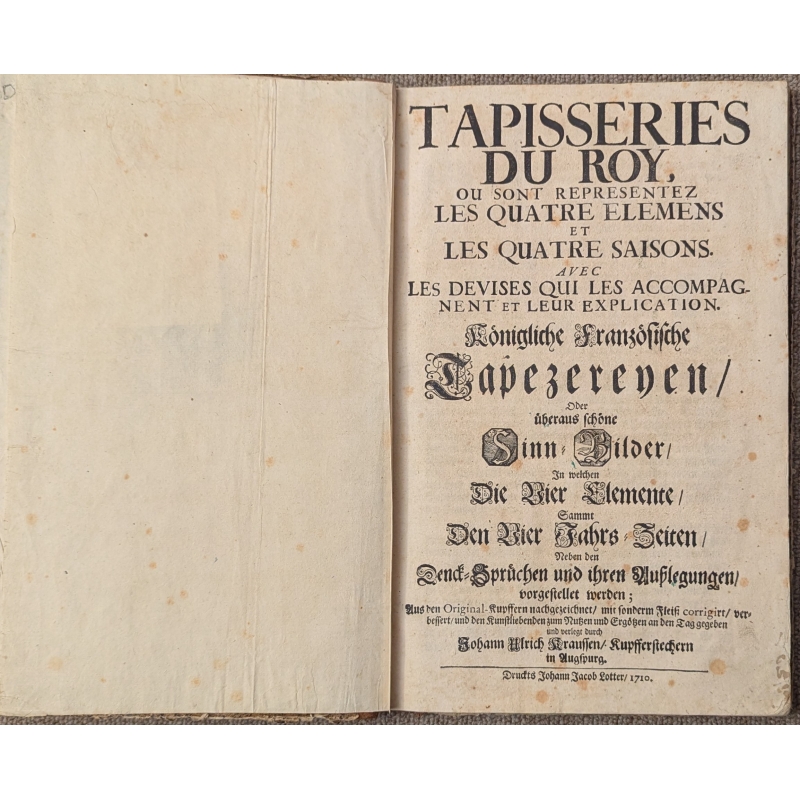 TAPISSERIES
DU ROY,
OU SONT REPRESENTEZ
LES QUATRE ELEMENS
ET
LES QUATRE SAISONS.
AVEC
LES DEVISES QUI LES ACCOMPAG-
NENT ET LEUR EXPLICATION.
Königliche Französische
Tapezereyen/
Oder
überaus schöne
Sinn-Bilder/
In welchen
Die Vier Elemente/
Sammt
Den Vier Jahrs-Zeiten/
Neben den
Denck-Sprüchen und ihren Außlegungen/
vorgestellet werden;
Aus den Original-Kupffern nachgezeichnet/ mit sonderm Fleiß corrigirt/ ver-
bessert/ und den Kunstliebenden zum Nutzen und Ergötzen an den Tag gegeben
und verlegt durch
Johann Ulrich Kraussen/ Kupfferstechern
in Augspurg.
Druckts Johann Jacob Lotter/ 1710.